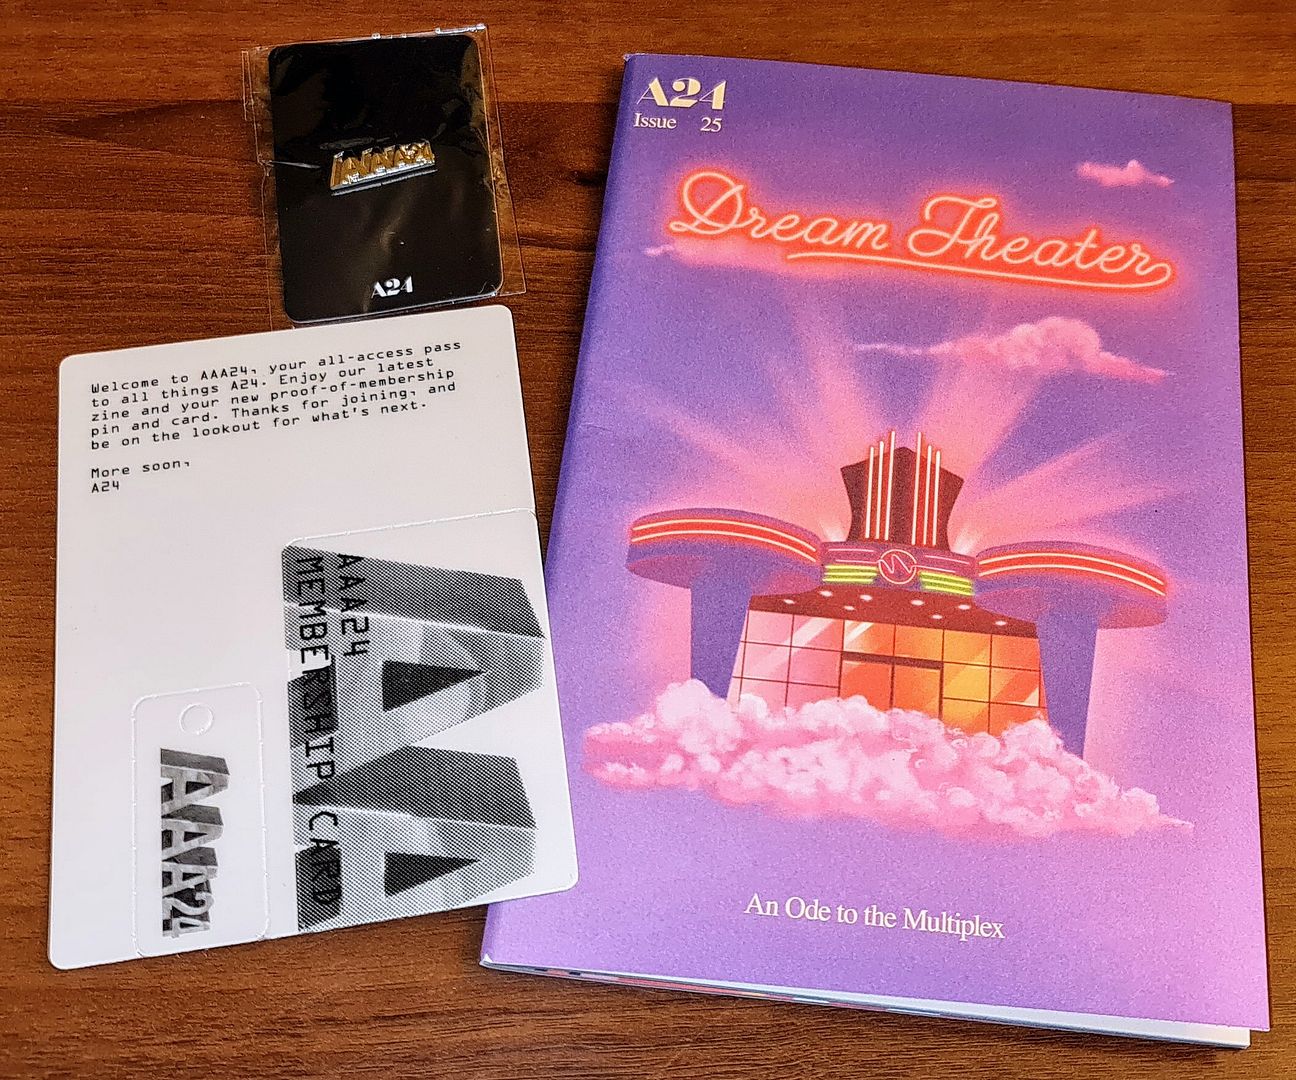 AAA24
A24
Welcome to AAA24, your all-access pass
to all things A24. Enjoy our latest
zine and your new proof-of-membership
pin and card. Thanks for joining, and
be on the lookout for what's next.
More soon,
A24
AAA24
MEMBERSHIP CARD
AAA24
AA
A24
Issue 25
Dream Theater
An Ode to the Multiplex